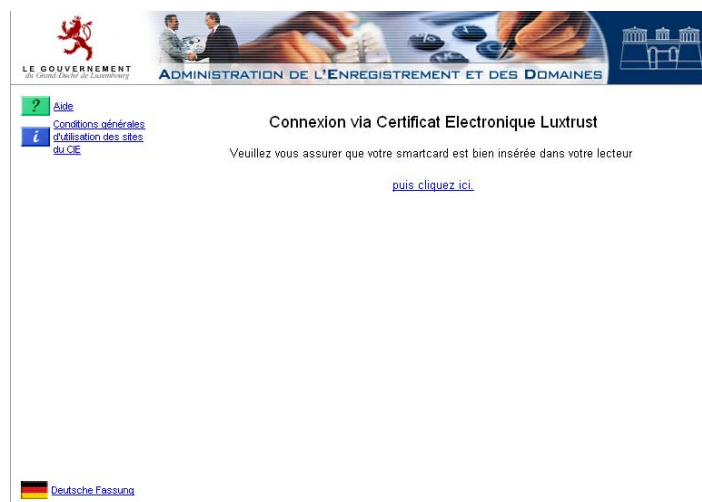 LE GOUVERNEMENT
du Grand-Duché de Luxembourg
ADMINISTRATION DE L'ENREGISTREMENT ET DES DOMAINES
? Aide
i Conditions générales
d'utilisation des sites
du CIE
Connexion via Certificat Electronique Luxtrust
Veuillez vous assurer que votre smartcard est bien insérée dans votre lecteur
puis cliquez ici.
Deutsche Fassung